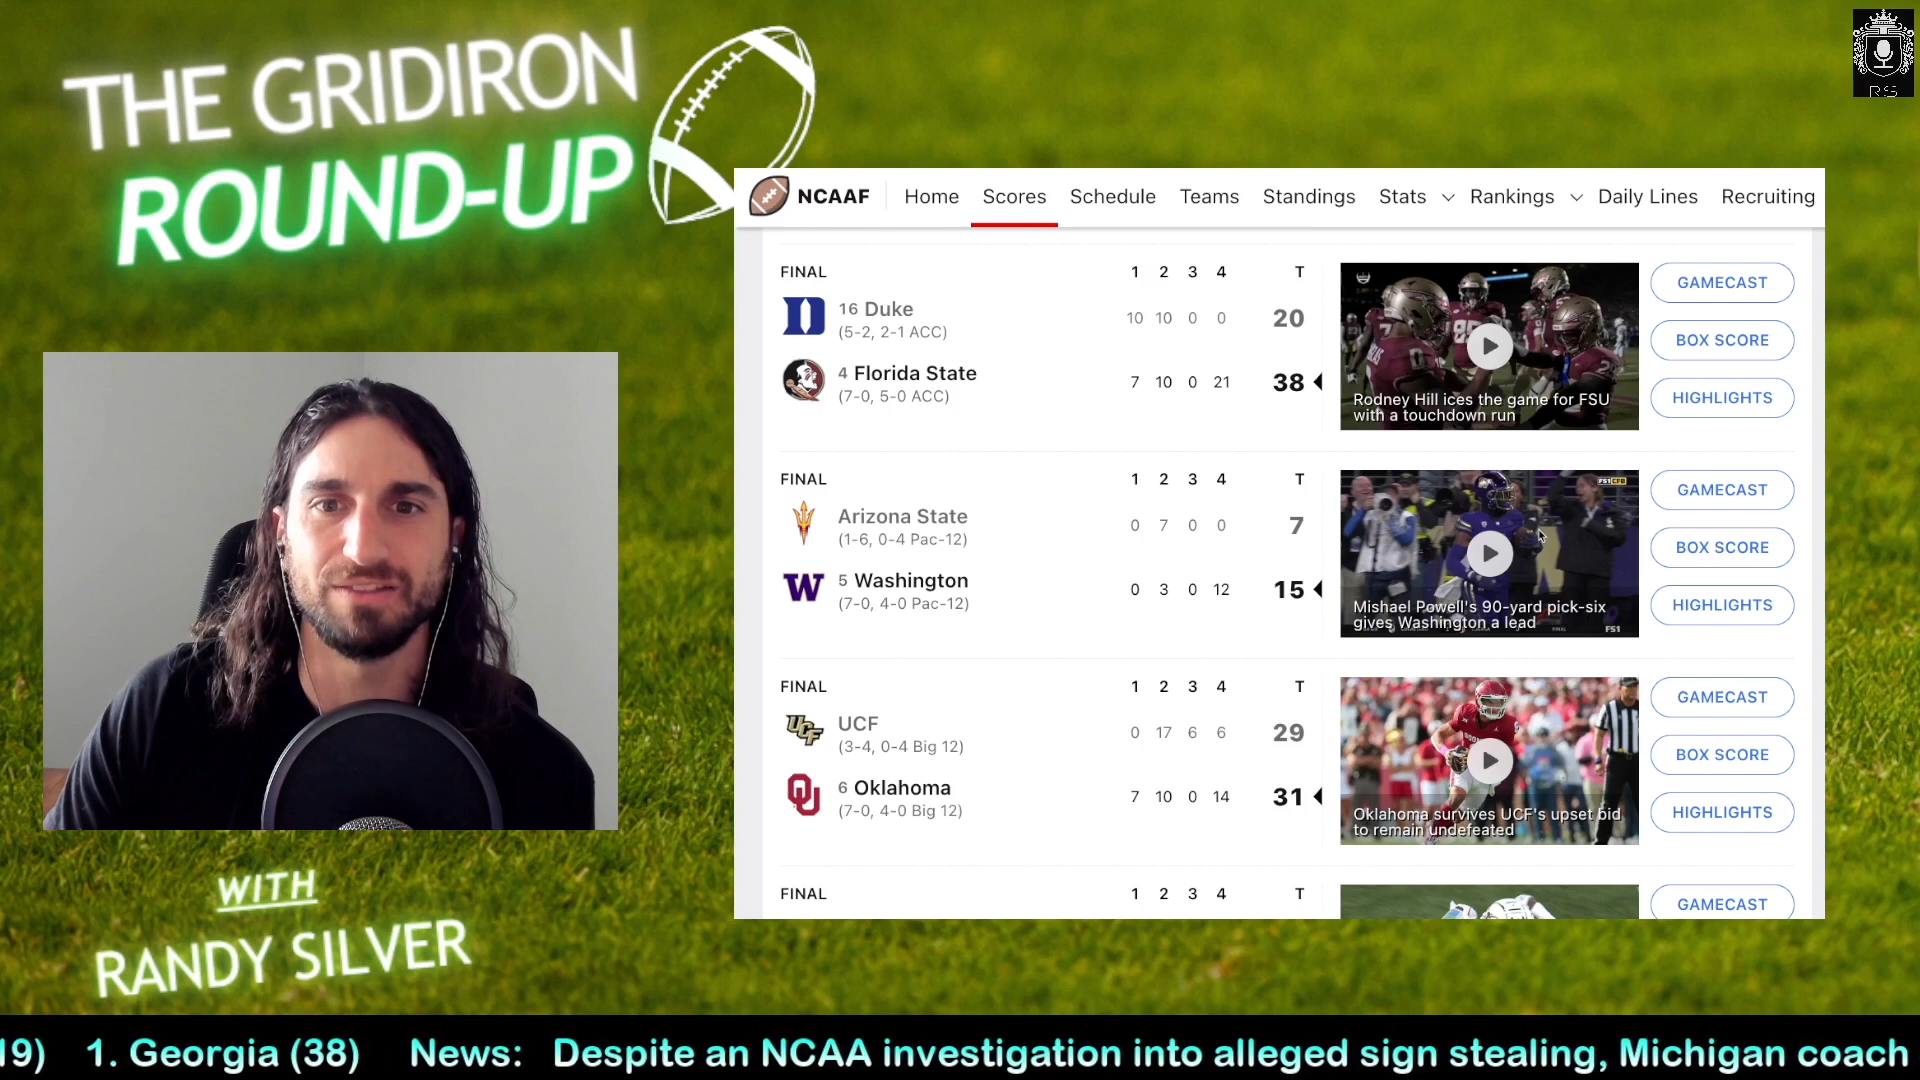 THE GRIDIRON
ROUND-UP
RS
NCAAF Home Scores Schedule Teams Standings Stats Rankings Daily Lines Recruiting
FINAL 1 2 3 4 T
16 Duke 10 10 0 0 20
(5-2, 2-1 ACC)
4 Florida State 7 10 0 21 38
(7-0, 5-0 ACC)
Rodney Hill ices the game for FSU
with a touchdown run
GAMECAST
BOX SCORE
HIGHLIGHTS
FINAL 1 2 3 4 T
Arizona State 0 7 0 0 7
(1-6, 0-4 Pac-12)
W 5 Washington 0 3 0 12 15
(7-0, 4-0 Pac-12)
FS1 CFB
Mishael Powell's 90-yard pick-six
gives Washington a lead
FS1
GAMECAST
BOX SCORE
HIGHLIGHTS
FINAL 1 2 3 4 T
UCF UCF 0 17 6 6 29
(3-4, 0-4 Big 12)
OU 6 Oklahoma 7 10 0 14 31
(7-0, 4-0 Big 12)
Oklahoma survives UCF's upset bid
to remain undefeated
GAMECAST
BOX SCORE
HIGHLIGHTS
FINAL 1 2 3 4 T
GAMECAST
WITH
RANDY SILVER
19) 1. Georgia (38) News: Despite an NCAA investigation into alleged sign stealing, Michigan coach